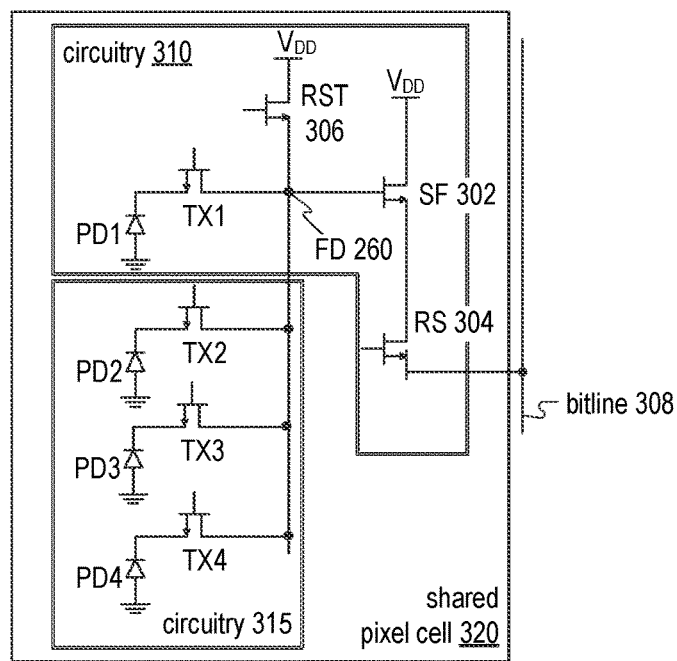 circuitry 310
VDD
RST
306
VDD
TX1
SF 302
PD1
FD 260
RS 304
TX2
PD2
bitline 308
TX3
PD3
TX4
PD4
circuitry 315
shared
pixel cell 320